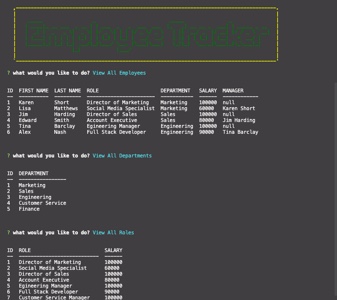 Employee Tracker
? what would you like to do? View All Employees
ID FIRST NAME LAST NAME ROLE DEPARTMENT SALARY MANAGER
1 Karen Short Director of Marketing Marketing 100000 null
2 Lisa Matthews Social Media Specialist Marketing 60000 Karen Short
3 Jim Harding Director of Sales Sales 100000 null
4 Edward Smith Account Executive Sales 80000 Jim Harding
5 Tina Barclay Egineering Manager Engineering 100000 null
6 Alex Nash Full Stack Developer Engineering 90000 Tina Barclay
? what would you like to do? View All Departments
ID DEPARTMENT
1 Marketing
2 Sales
3 Engineering
4 Customer Service
5 Finance
? what would you like to do? View All Roles
ID ROLE SALARY
1 Director of Marketing 100000
2 Social Media Specialist 60000
3 Director of Sales 100000
4 Account Executive 80000
5 Egineering Manager 100000
6 Full Stack Developer 90000
7 Customer Service Manager 100000